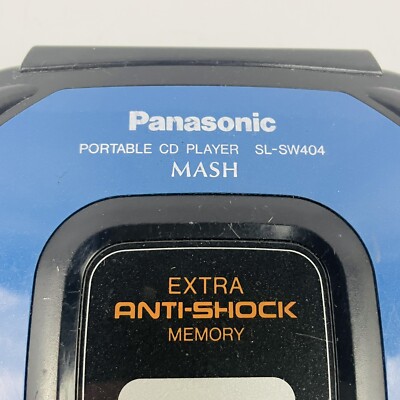 Panasonic
PORTABLE CD PLAYER SL-SW404
MASH
EXTRA
ANTI-SHOCK
MEMORY